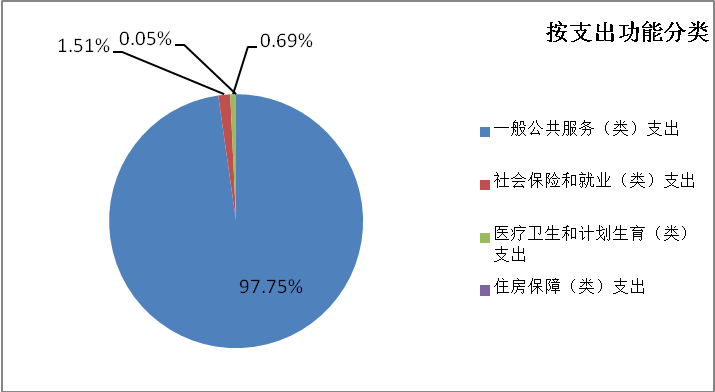 按支出功能分类
1.51%
0.05%
0.69%
97.75%
一般公共服务（类）支出
社会保险和就业（类）支出
医疗卫生和计划生育（类）
支出
住房保障（类）支出